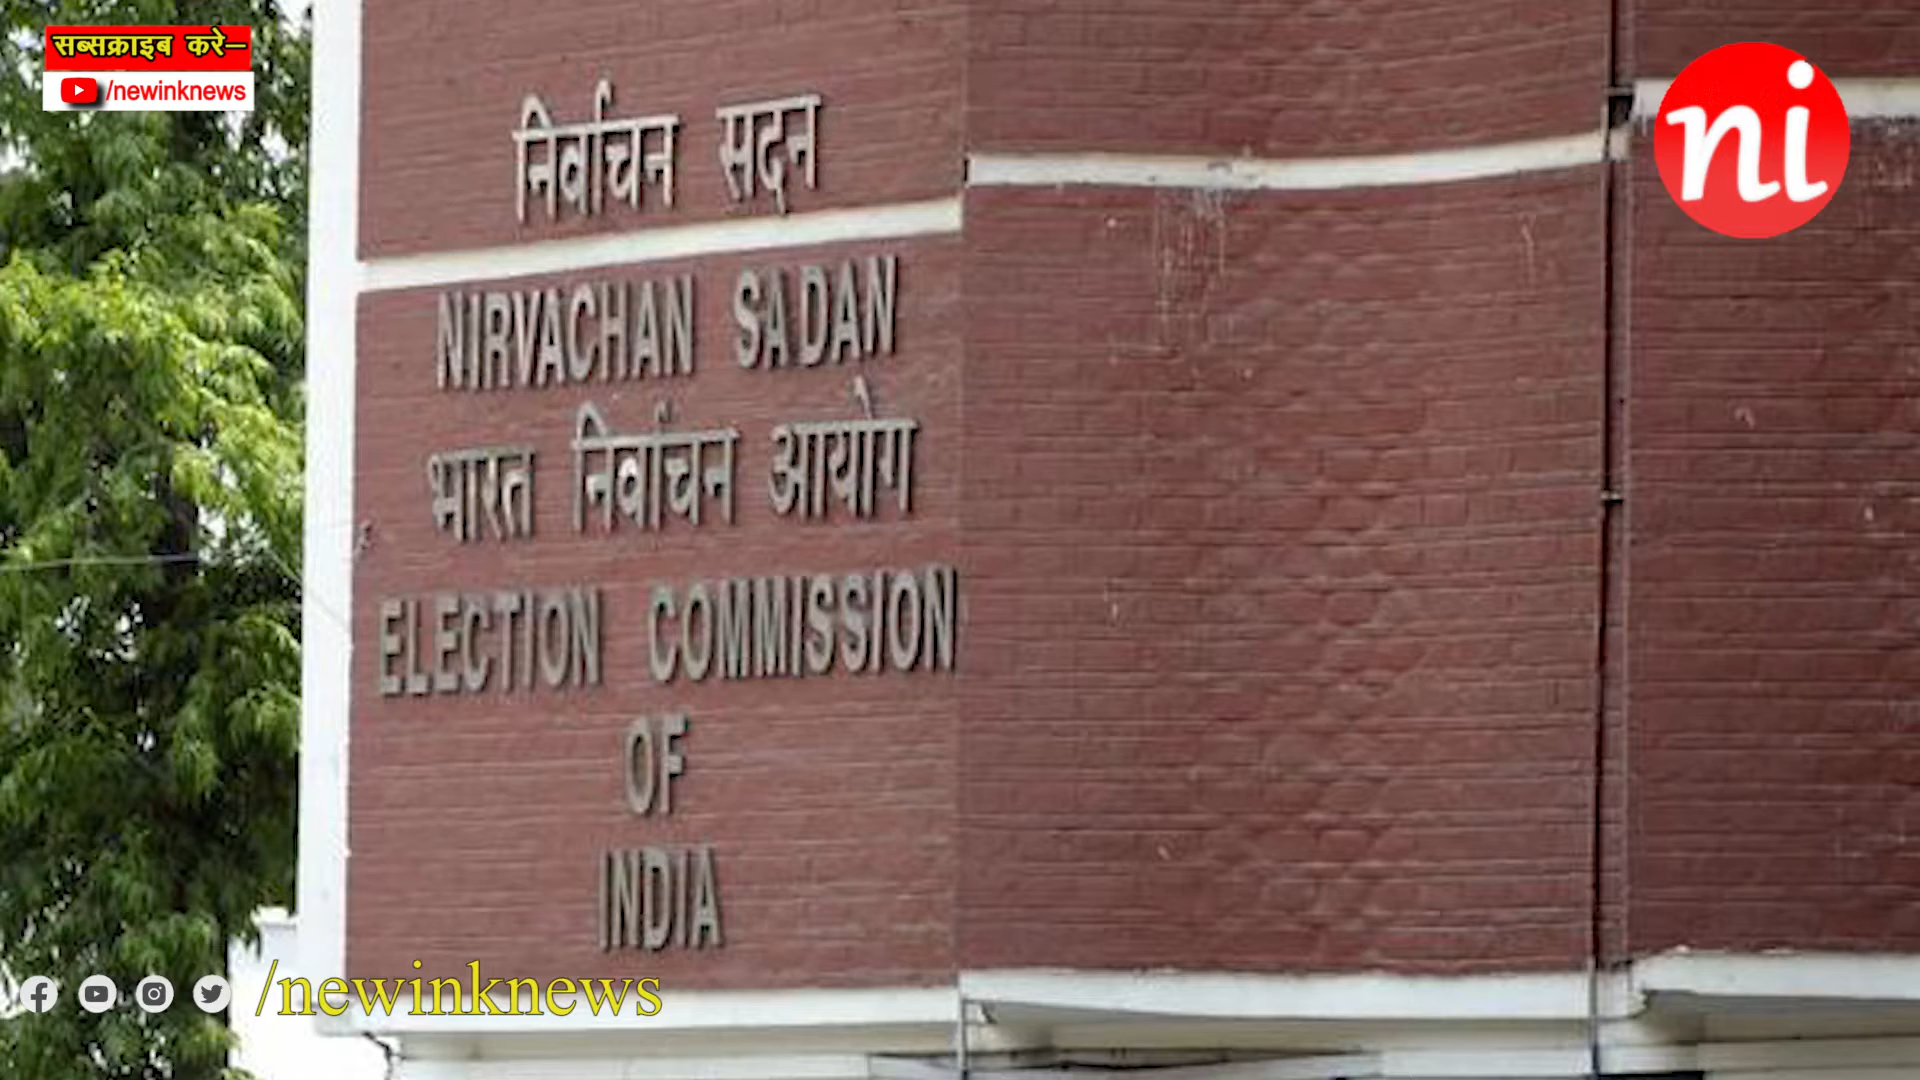 सब्सक्राइब करे–
/newinknews
ni
निर्वाचन सदन
NIRVACHAN SADAN
भारत निर्वाचन आयोग
ELECTION COMMISSION
OF
INDIA
/newinknews